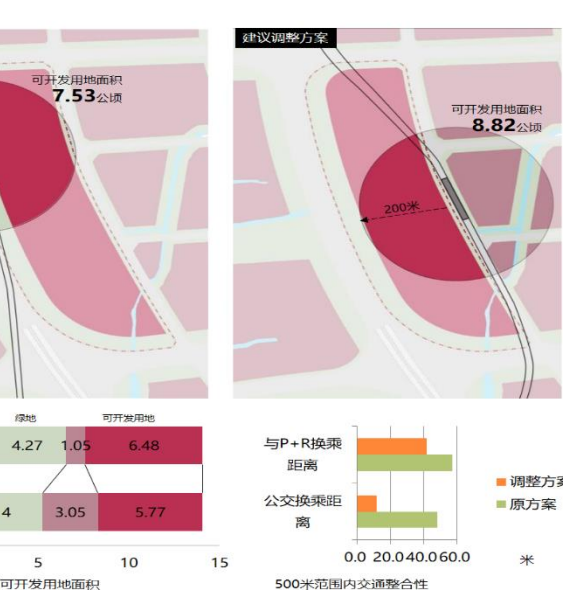 建议调整方案
可开发用地面积
7.53公顷
可开发用地面积
8.82公顷
200米
绿地
可开发用地
4.27
1.05
6.48
4
3.05
5.77
5
10
15
可开发用地面积
与P+R换乘
距离
公交换乘距
离
0.0 20.0 40.0 60.0
米
调整方案
原方案
500米范围内交通整合性